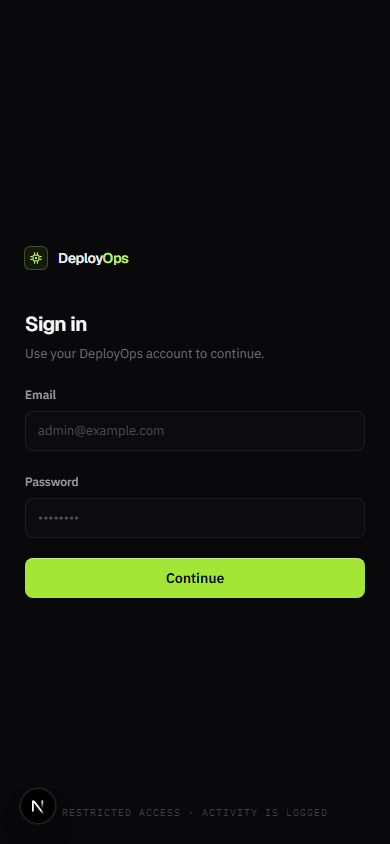 DeployOps
Sign in
Use your DeployOps account to continue.
Email
admin@example.com
Password
••••••••
Continue
N
RESTRICTED ACCESS · ACTIVITY IS LOGGED